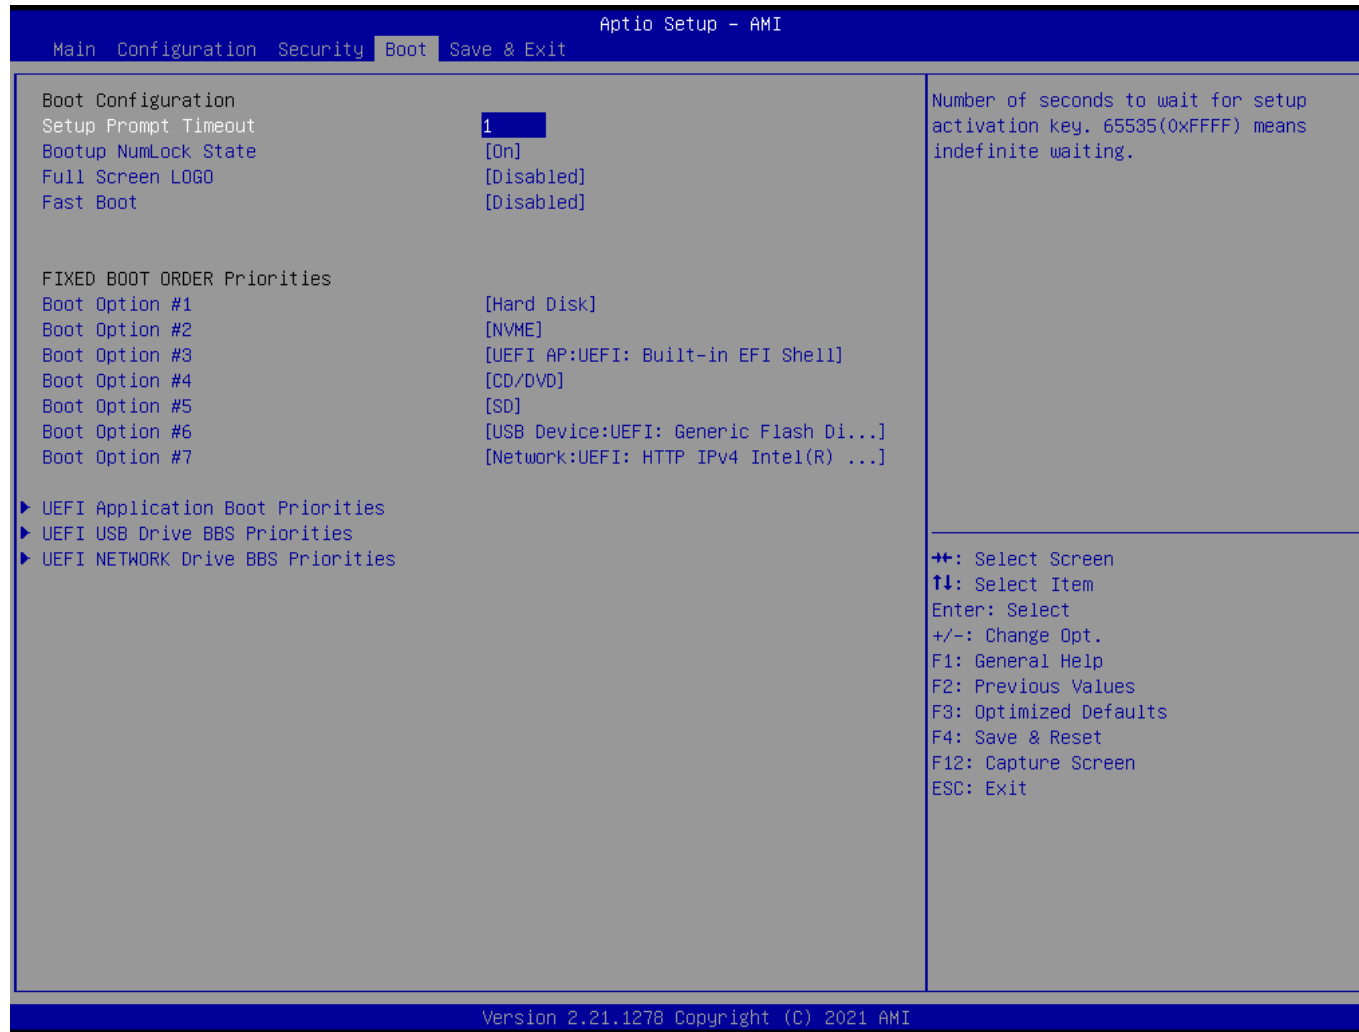 Aptio Setup – AMI
Main Configuration Security Boot Save & Exit
Boot Configuration
Setup Prompt Timeout 1
Bootup NumLock State [On]
Full Screen LOGO [Disabled]
Fast Boot [Disabled]
FIXED BOOT ORDER Priorities
Boot Option #1 [Hard Disk]
Boot Option #2 [NVME]
Boot Option #3 [UEFI AP:UEFI: Built-in EFI Shell]
Boot Option #4 [CD/DVD]
Boot Option #5 [SD]
Boot Option #6 [USB Device:UEFI: Generic Flash Di...]
Boot Option #7 [Network:UEFI: HTTP IPv4 Intel(R) ...]
UEFI Application Boot Priorities
UEFI USB Drive BBS Priorities
UEFI NETWORK Drive BBS Priorities
Number of seconds to wait for setup
activation key. 65535(0xFFFF) means
indefinite waiting.
→←: Select Screen
↑↓: Select Item
Enter: Select
+/-: Change Opt.
F1: General Help
F2: Previous Values
F3: Optimized Defaults
F4: Save & Reset
F12: Capture Screen
ESC: Exit
Version 2.21.1278 Copyright (C) 2021 AMI